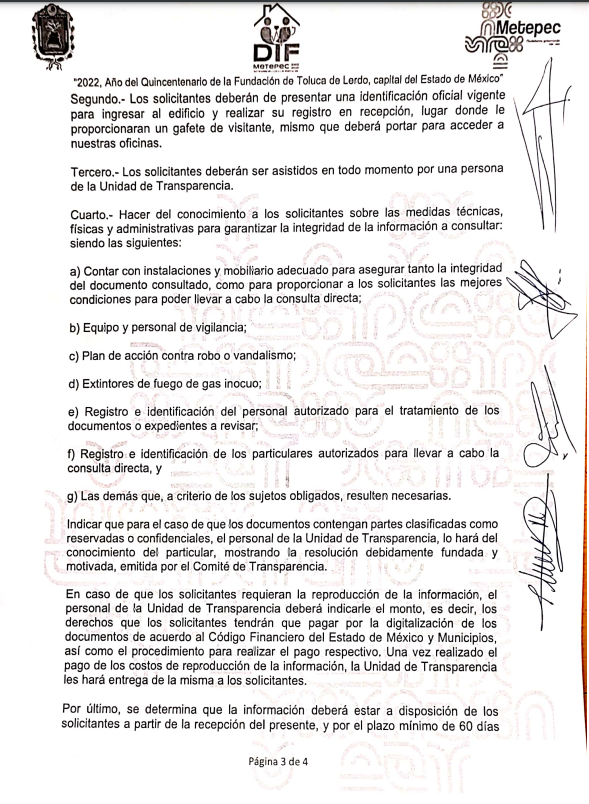 DIF
METEPEC
Metepec
"2022, Año del Quincentenario de la Fundación de Toluca de Lerdo, capital del Estado de México"
Segundo.- Los solicitantes deberán de presentar una identificación oficial vigente
para ingresar al edificio y realizar su registro en recepción, lugar donde le
proporcionaran un gafete de visitante, mismo que deberá portar para acceder a
nuestras oficinas.
Tercero.- Los solicitantes deberán ser asistidos en todo momento por una persona
de la Unidad de Transparencia.
Cuarto.- Hacer del conocimiento a los solicitantes sobre las medidas técnicas,
físicas y administrativas para garantizar la integridad de la información a consultar:
siendo las siguientes:
a) Contar con instalaciones y mobiliario adecuado para asegurar tanto la integridad
del documento consultado, como para proporcionar a los solicitantes las mejores
condiciones para poder llevar a cabo la consulta directa;
b) Equipo y personal de vigilancia;
c) Plan de acción contra robo o vandalismo;
d) Extintores de fuego de gas inocuo;
e) Registro e identificación del personal autorizado para el tratamiento de los
documentos o expedientes a revisar;
f) Registro e identificación de los particulares autorizados para llevar a cabo la
consulta directa, y
g) Las demás que, a criterio de los sujetos obligados, resulten necesarias.
Indicar que para el caso de que los documentos contengan partes clasificadas como
reservadas o confidenciales, el personal de la Unidad de Transparencia, lo hará del
conocimiento del particular, mostrando la resolución debidamente fundada y
motivada, emitida por el Comité de Transparencia.
En caso de que los solicitantes requieran la reproducción de la información, el
personal de la Unidad de Transparencia deberá indicarle el monto, es decir, los
derechos que los solicitantes tendrán que pagar por la digitalización de los
documentos de acuerdo al Código Financiero del Estado de México y Municipios,
así como el procedimiento para realizar el pago respectivo. Una vez realizado el
pago de los costos de reproducción de la información, la Unidad de Transparencia
les hará entrega de la misma a los solicitantes.
Por último, se determina que la información deberá estar a disposición de los
solicitantes a partir de la recepción del presente, y por el plazo mínimo de 60 días
Página 3 de 4